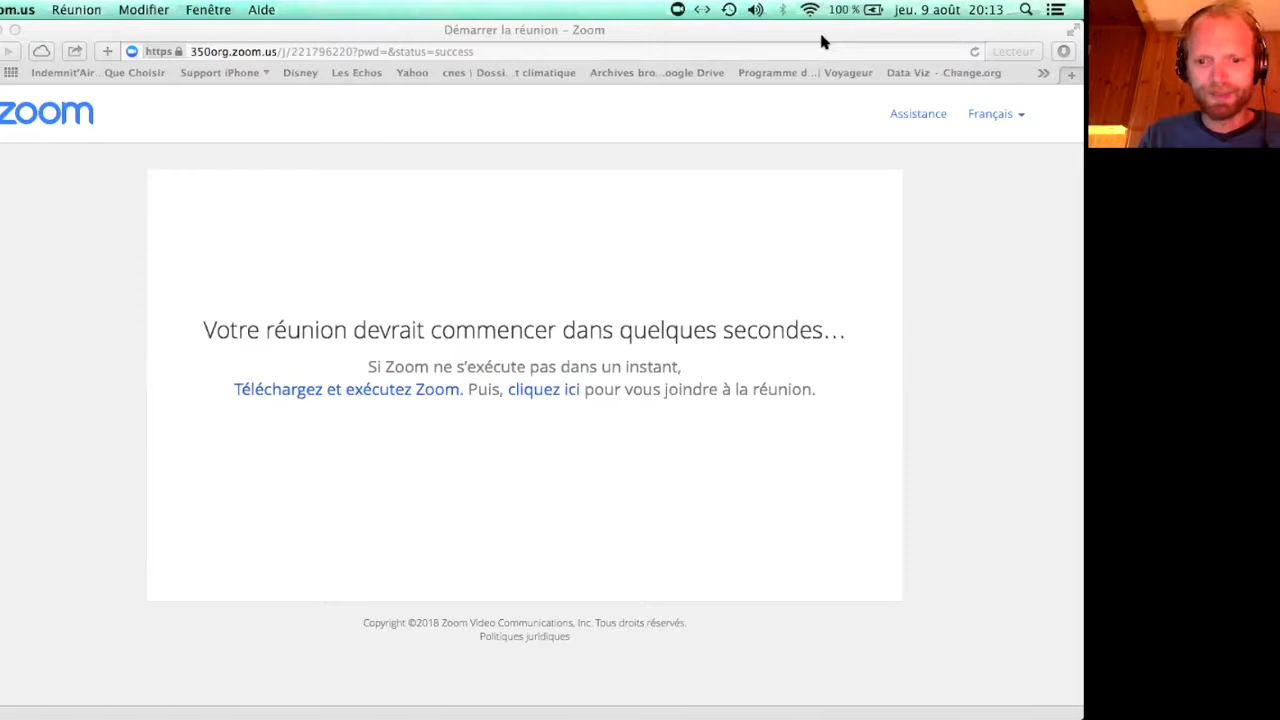 om.us Réunion Modifier Fenêtre Aide 100 % jeu. 9 août 20:13
Démarrer la réunion – Zoom
https 350org.zoom.us/j/221796220?pwd=&status=success Lecteur
Indemnit'Air... Que Choisir Support iPhone Disney Les Echos Yahoo cnes | Dossi...t climatique Archives bro...oogle Drive Programme d...| Voyageur Data Viz - Change.org
zoom Assistance Français
Votre réunion devrait commencer dans quelques secondes...
Si Zoom ne s'exécute pas dans un instant,
Téléchargez et exécutez Zoom. Puis, cliquez ici pour vous joindre à la réunion.
Copyright ©2018 Zoom Video Communications, Inc. Tous droits réservés.
Politiques juridiques